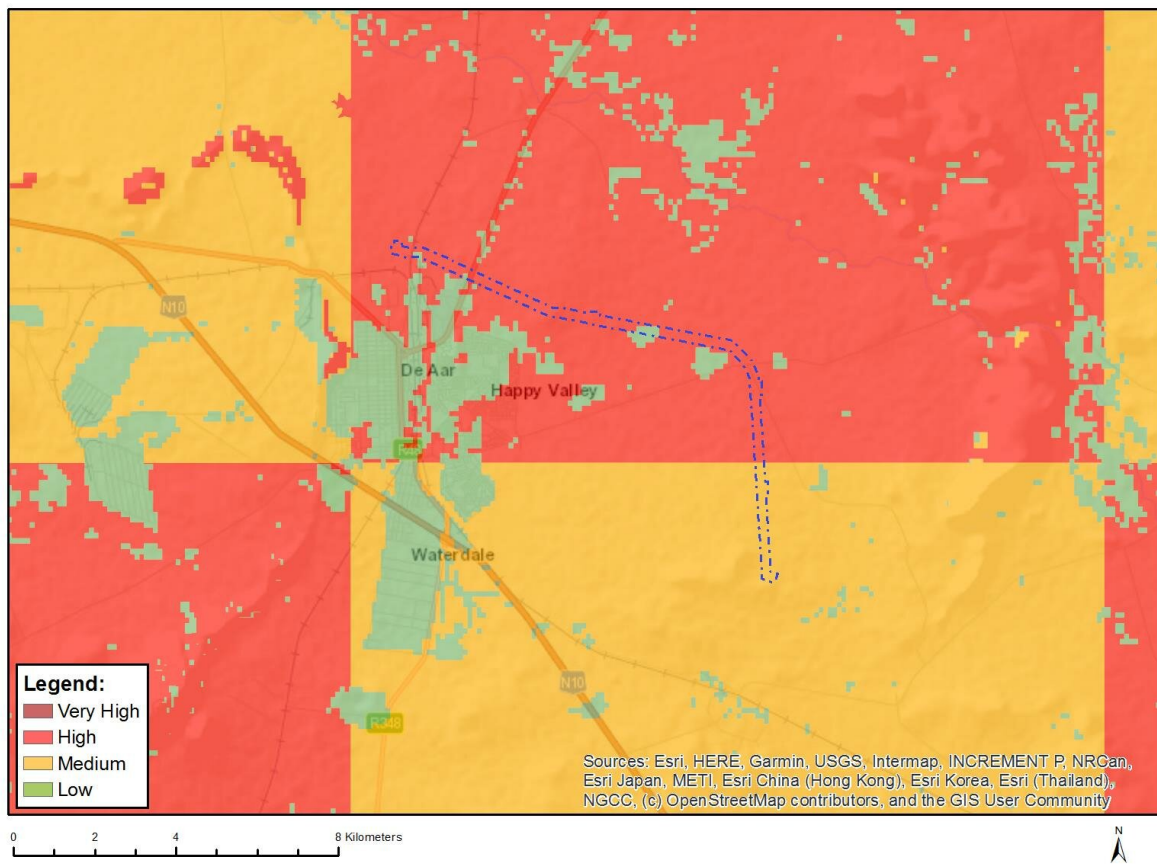 N10
De Aar
Happy Valley
R48
Waterdale
N10
R348
Legend:
Very High
High
Medium
Low
Sources: Esri, HERE, Garmin, USGS, Intermap, INCREMENT P, NRCan,
Esri Japan, METI, Esri China (Hong Kong), Esri Korea, Esri (Thailand),
NGCC, (c) OpenStreetMap contributors, and the GIS User Community
0 2 4 8 Kilometers
N